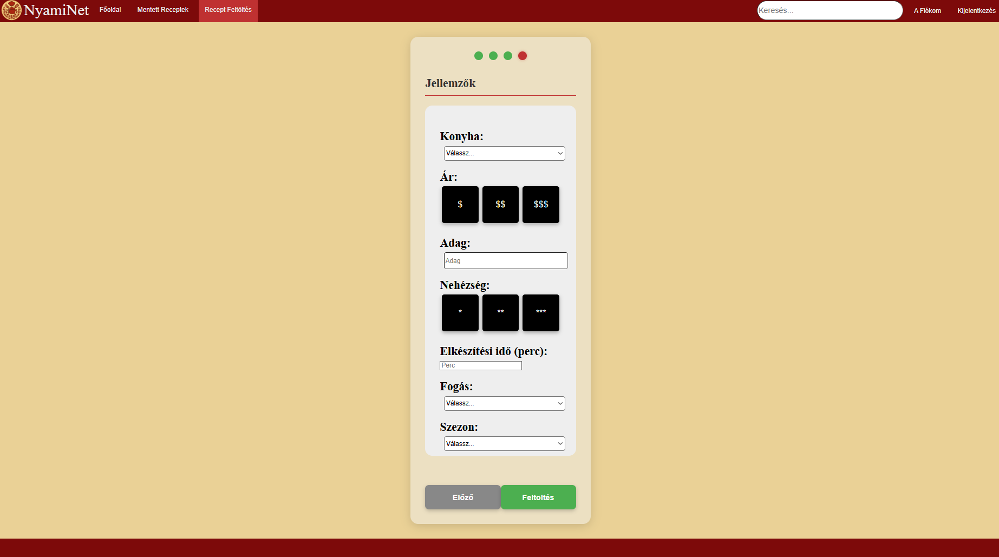 NyamiNet Főoldal Mentett Receptek Recept Feltöltés Keresés... A Fiókom Kijelentkezés
Jellemzők
Konyha:
Válassz...
Ár:
$ $$ $$$
Adag:
Adag
Nehézség:
* ** ***
Elkészítési idő (perc):
Perc
Fogás:
Válassz...
Szezon:
Válassz...
Előző Feltöltés